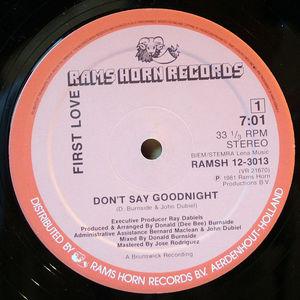 RAMS HORN RECORDS
FIRST LOVE
1
7:01
33 1/3 RPM
STEREO
BIEM/STEMRA Lena Music
RAMSH 12-3013
(VR 21670)
℗ 1981 Rams Horn
Productions B.V.
DON'T SAY GOODNIGHT
(D. Burnside & John Dubiel)
Executive Producer Ray Dabiels
Produced & Arranged by Donald (Dee Bee) Burnside
Administrative Assistance Bernard Maclean & John Dubiel
Mixed By Donald Burnside
Mastered By Jose Rodriguez
A Brunswick Recording
DISTRIBUTED BY RAMS HORN RECORDS BV. AERDENHOUT-HOLLAND